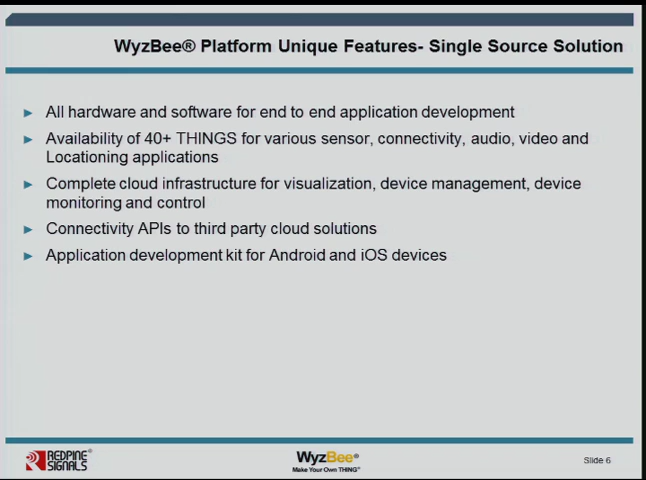 WyzBee® Platform Unique Features- Single Source Solution
► All hardware and software for end to end application development
► Availability of 40+ THINGS for various sensor, connectivity, audio, video and
Locationing applications
► Complete cloud infrastructure for visualization, device management, device
monitoring and control
► Connectivity APIs to third party cloud solutions
► Application development kit for Android and iOS devices
REDPINE®
SIGNALS
WyzBee®
Make Your Own THING®
Slide 6